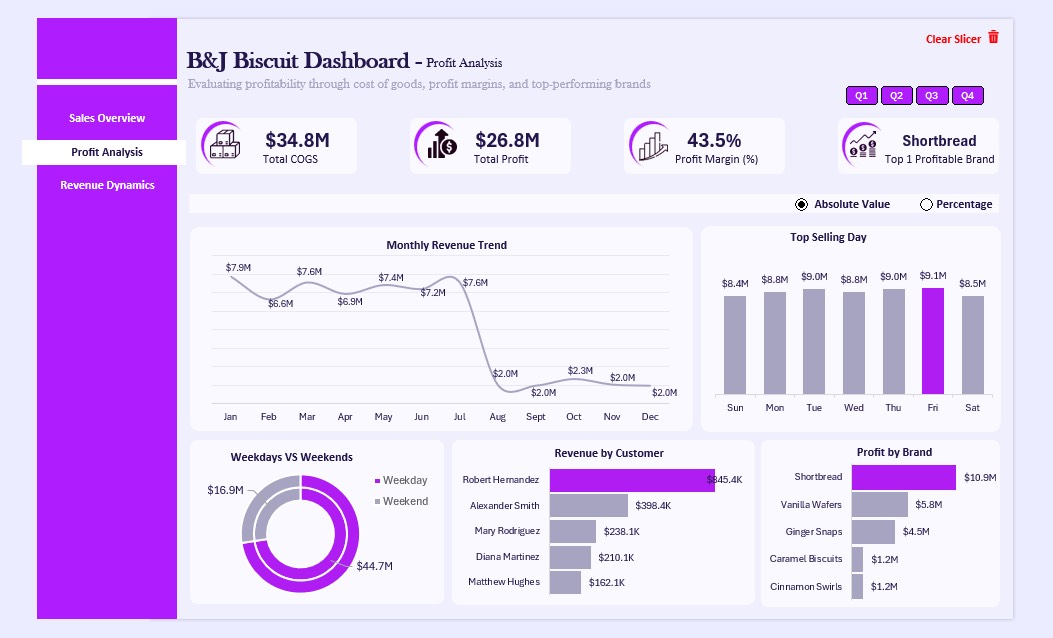 Clear Slicer
B&J Biscuit Dashboard - Profit Analysis
Evaluating profitability through cost of goods, profit margins, and top-performing brands
Q1 Q2 Q3 Q4
Sales Overview
Profit Analysis
Revenue Dynamics
$34.8M
Total COGS
$26.8M
Total Profit
43.5%
Profit Margin (%)
Shortbread
Top 1 Profitable Brand
Absolute Value Percentage
Monthly Revenue Trend
$7.9M $6.6M $7.6M $6.9M $7.4M $7.2M $7.6M $2.0M $2.0M $2.3M $2.0M $2.0M
Jan Feb Mar Apr May Jun Jul Aug Sept Oct Nov Dec
Top Selling Day
$8.4M $8.8M $9.0M $8.8M $9.0M $9.1M $8.5M
Sun Mon Tue Wed Thu Fri Sat
Weekdays VS Weekends
Weekday
Weekend
$16.9M
$44.7M
Revenue by Customer
Robert Hernandez $845.4K
Alexander Smith $398.4K
Mary Rodriguez $238.1K
Diana Martinez $210.1K
Matthew Hughes $162.1K
Profit by Brand
Shortbread $10.9M
Vanilla Wafers $5.8M
Ginger Snaps $4.5M
Caramel Biscuits $1.2M
Cinnamon Swirls $1.2M